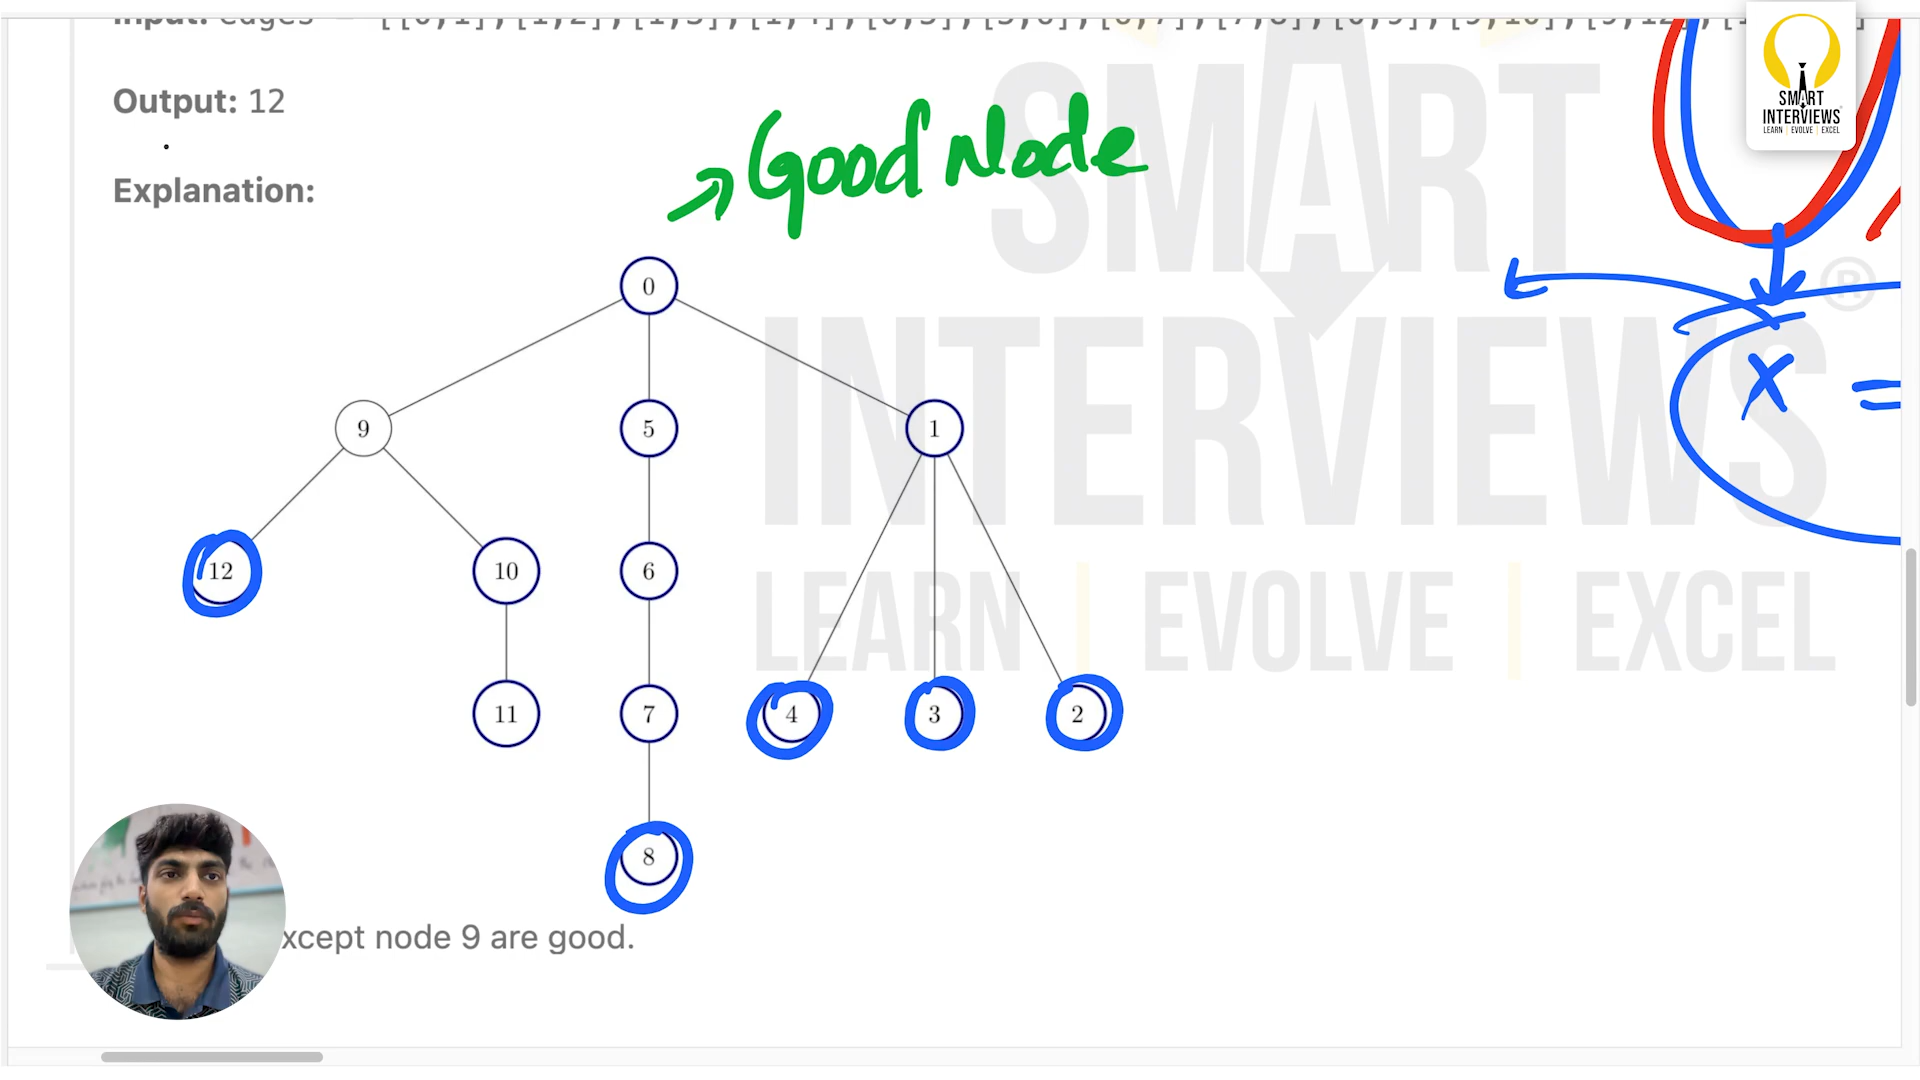 Output: 12
Explanation:
Good Node
0
9
5
1
12
10
6
11
7
4
3
2
8
xcept node 9 are good.
x =
SMART
INTERVIEWS
LEARN | EVOLVE | EXCEL
SMART
INTERVIEWS
®
LEARN | EVOLVE | EXCEL